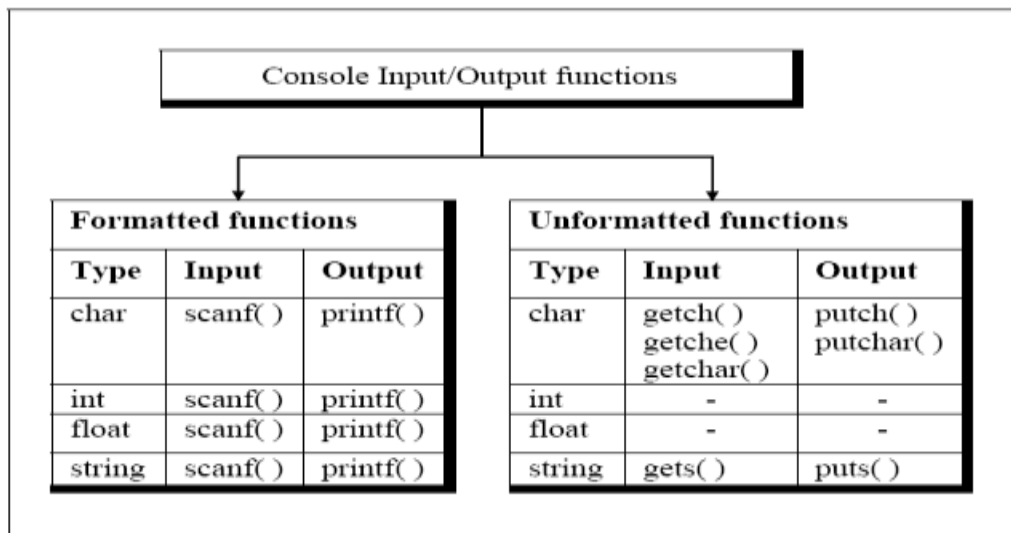 Console Input/Output functions
Formatted functions
Type Input Output
char scanf( ) printf( )
int scanf( ) printf( )
float scanf( ) printf( )
string scanf( ) printf( )
Unformatted functions
Type Input Output
char getch( ) putch( )
getche( ) putchar( )
getchar( )
int - -
float - -
string gets( ) puts( )